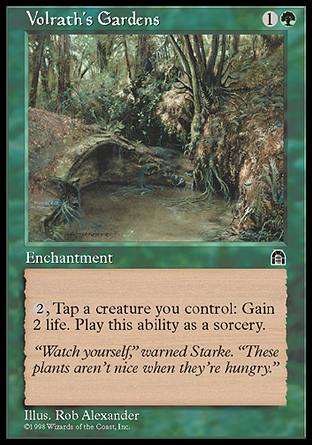 Volrath's Gardens 1
Enchantment
2, Tap a creature you control: Gain
2 life. Play this ability as a sorcery.
"Watch yourself," warned Starke. "These
plants aren't nice when they're hungry."
Illus. Rob Alexander
©1998 Wizards of the Coast, Inc.